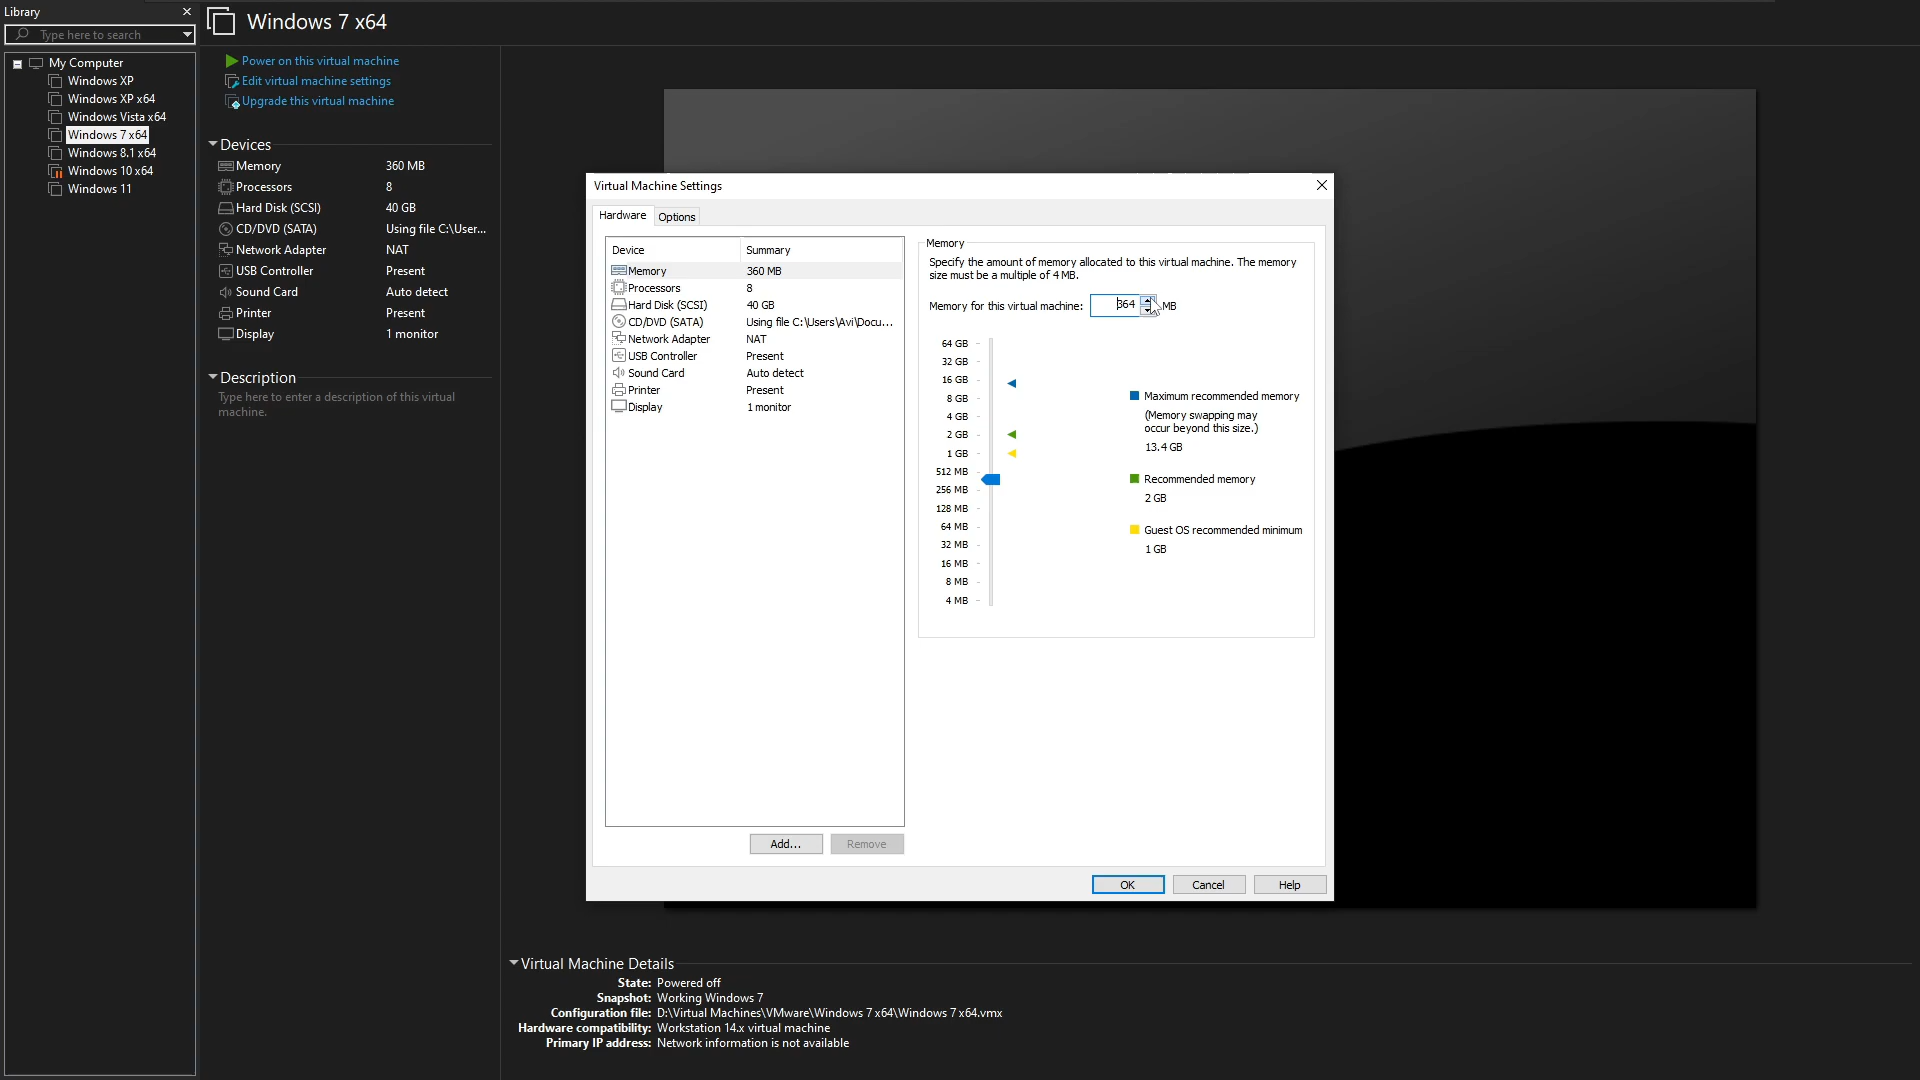 Library
Type here to search
My Computer
Windows XP
Windows XP x64
Windows Vista x64
Windows 7 x64
Windows 8.1 x64
Windows 10 x64
Windows 11
Windows 7 x64
Power on this virtual machine
Edit virtual machine settings
Upgrade this virtual machine
Devices
Memory 360 MB
Processors 8
Hard Disk (SCSI) 40 GB
CD/DVD (SATA) Using file C:\User...
Network Adapter NAT
USB Controller Present
Sound Card Auto detect
Printer Present
Display 1 monitor
Description
Type here to enter a description of this virtual
machine.
Virtual Machine Settings
Hardware Options
Device Summary
Memory 360 MB
Processors 8
Hard Disk (SCSI) 40 GB
CD/DVD (SATA) Using file C:\Users\Avi\Docu...
Network Adapter NAT
USB Controller Present
Sound Card Auto detect
Printer Present
Display 1 monitor
Add... Remove
Memory
Specify the amount of memory allocated to this virtual machine. The memory
size must be a multiple of 4 MB.
Memory for this virtual machine: 364 MB
64 GB
32 GB
16 GB
8 GB
4 GB
2 GB
1 GB
512 MB
256 MB
128 MB
64 MB
32 MB
16 MB
8 MB
4 MB
Maximum recommended memory
(Memory swapping may
occur beyond this size.)
13.4 GB
Recommended memory
2 GB
Guest OS recommended minimum
1 GB
OK Cancel Help
Virtual Machine Details
State: Powered off
Snapshot: Working Windows 7
Configuration file: D:\Virtual Machines\VMware\Windows 7 x64\Windows 7 x64.vmx
Hardware compatibility: Workstation 14.x virtual machine
Primary IP address: Network information is not available